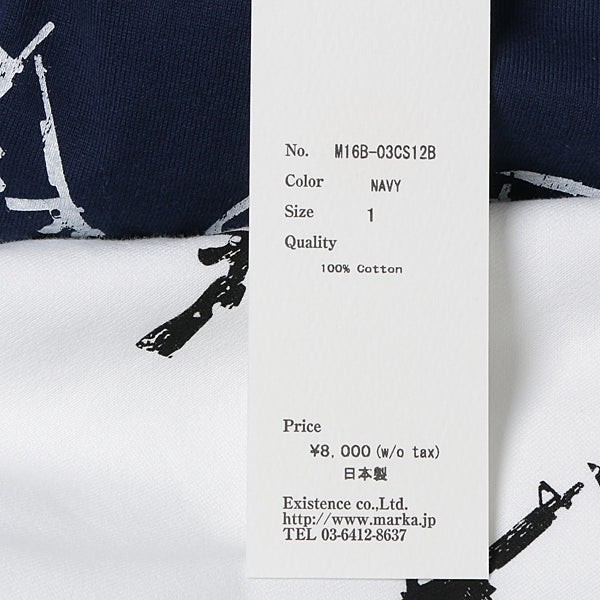 No. M16B-03CS12B
Color NAVY
Size 1
Quality
100% Cotton
Price
¥8,000(w/o tax)
日本製
Existence co.,Ltd.
http://www.marka.jp
TEL 03-6412-8637